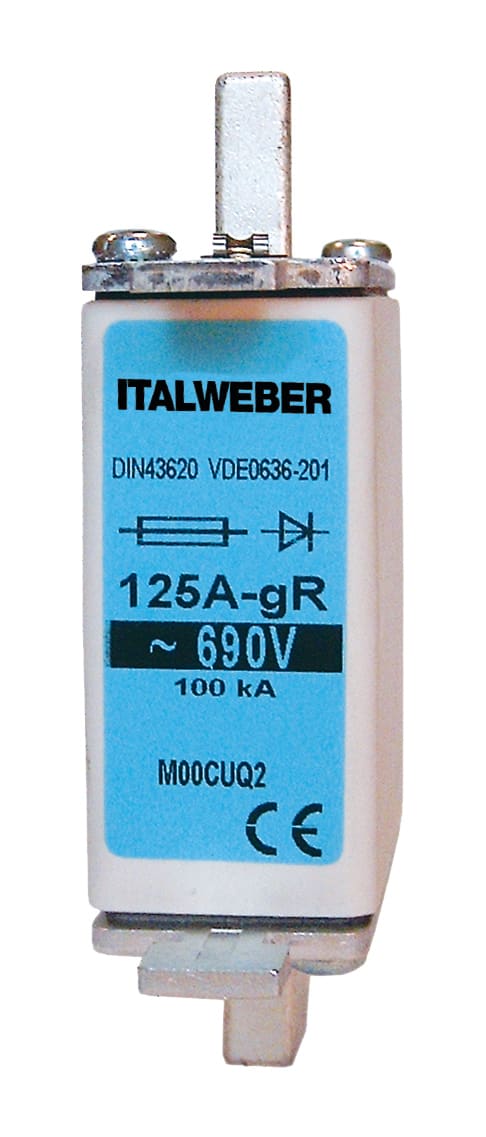 ITALWEBER
DIN43620 VDE0636-201
125A-gR
~ 690V
100 kA
M00CUQ2
CE